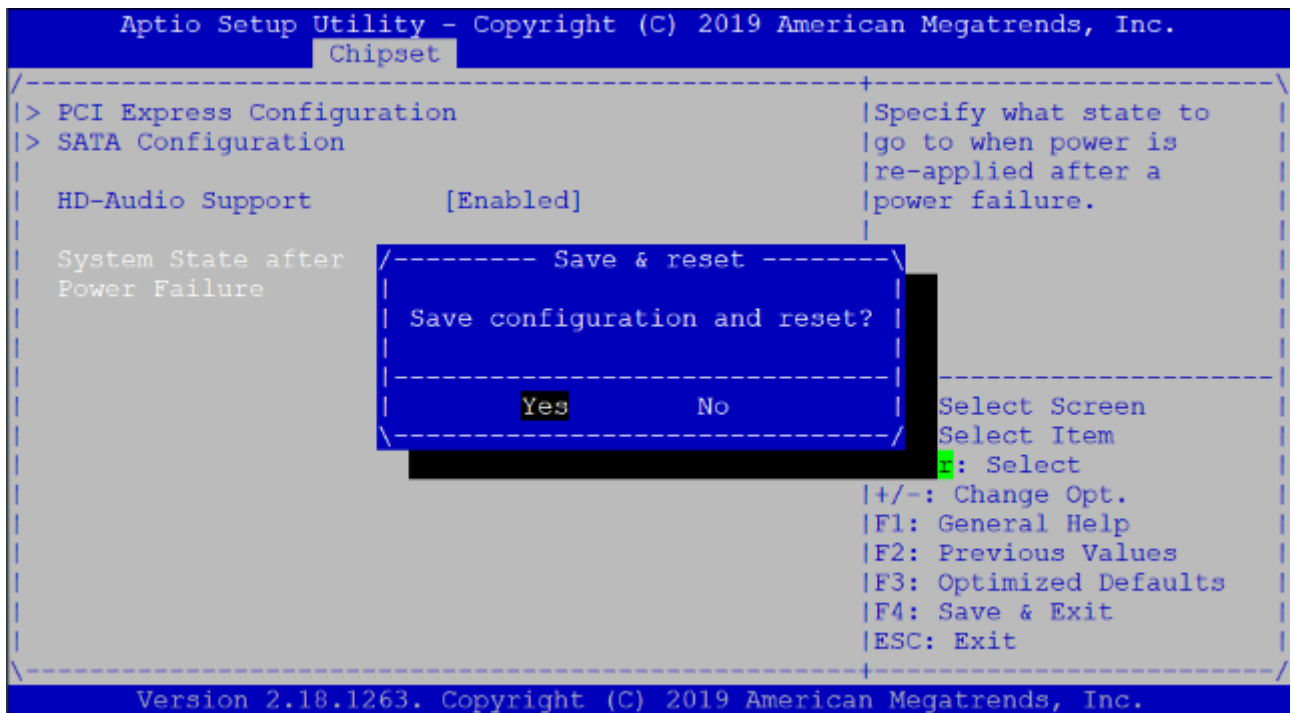 Aptio Setup Utility - Copyright (C) 2019 American Megatrends, Inc.
Chipset
> PCI Express Configuration
> SATA Configuration
HD-Audio Support [Enabled]
System State after
Power Failure
Specify what state to
go to when power is
re-applied after a
power failure.
Save & reset
Save configuration and reset?
Yes No
Select Screen
Select Item
r: Select
+/-: Change Opt.
F1: General Help
F2: Previous Values
F3: Optimized Defaults
F4: Save & Exit
ESC: Exit
Version 2.18.1263. Copyright (C) 2019 American Megatrends, Inc.